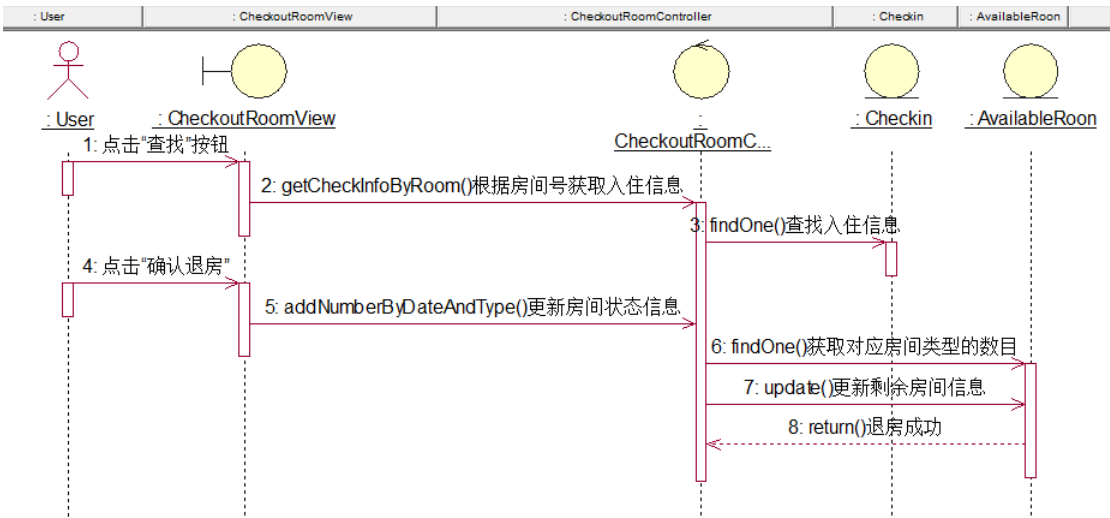 : User
: CheckoutRoomView
: CheckoutRoomController
: Checkin
: AvailableRoon
: User
: CheckoutRoomView
:
CheckoutRoomC...
: Checkin
: AvailableRoon
1: 点击“查找”按钮
2: getCheckInfoByRoom()根据房间号获取入住信息
3: findOne()查找入住信息
4: 点击“确认退房”
5: addNumberByDateAndType()更新房间状态信息
6: findOne()获取对应房间类型的数目
7: update()更新剩余房间信息
8: return()退房成功